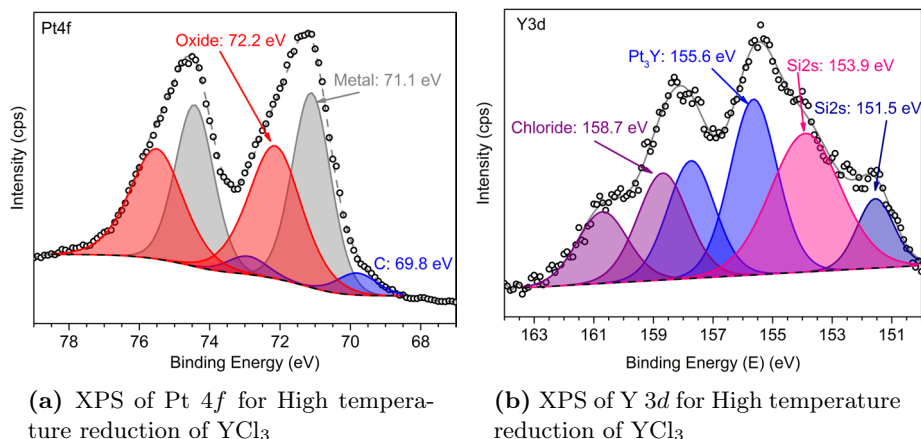 Pt4f
Oxide: 72.2 eV
Metal: 71.1 eV
C: 69.8 eV
Intensity (cps)
78 76 74 72 70 68
Binding Energy (eV)
(a) XPS of Pt 4f for High tempera-
ture reduction of YCl3
Y3d
Pt3Y: 155.6eV
Si2s: 153.9 eV
Si2s: 151.5 eV
Chloride: 158.7 eV
Intensity (cps)
163 161 159 157 155 153 151
Binding Energy (E) (eV)
(b) XPS of Y 3d for High temperature
reduction of YCl3